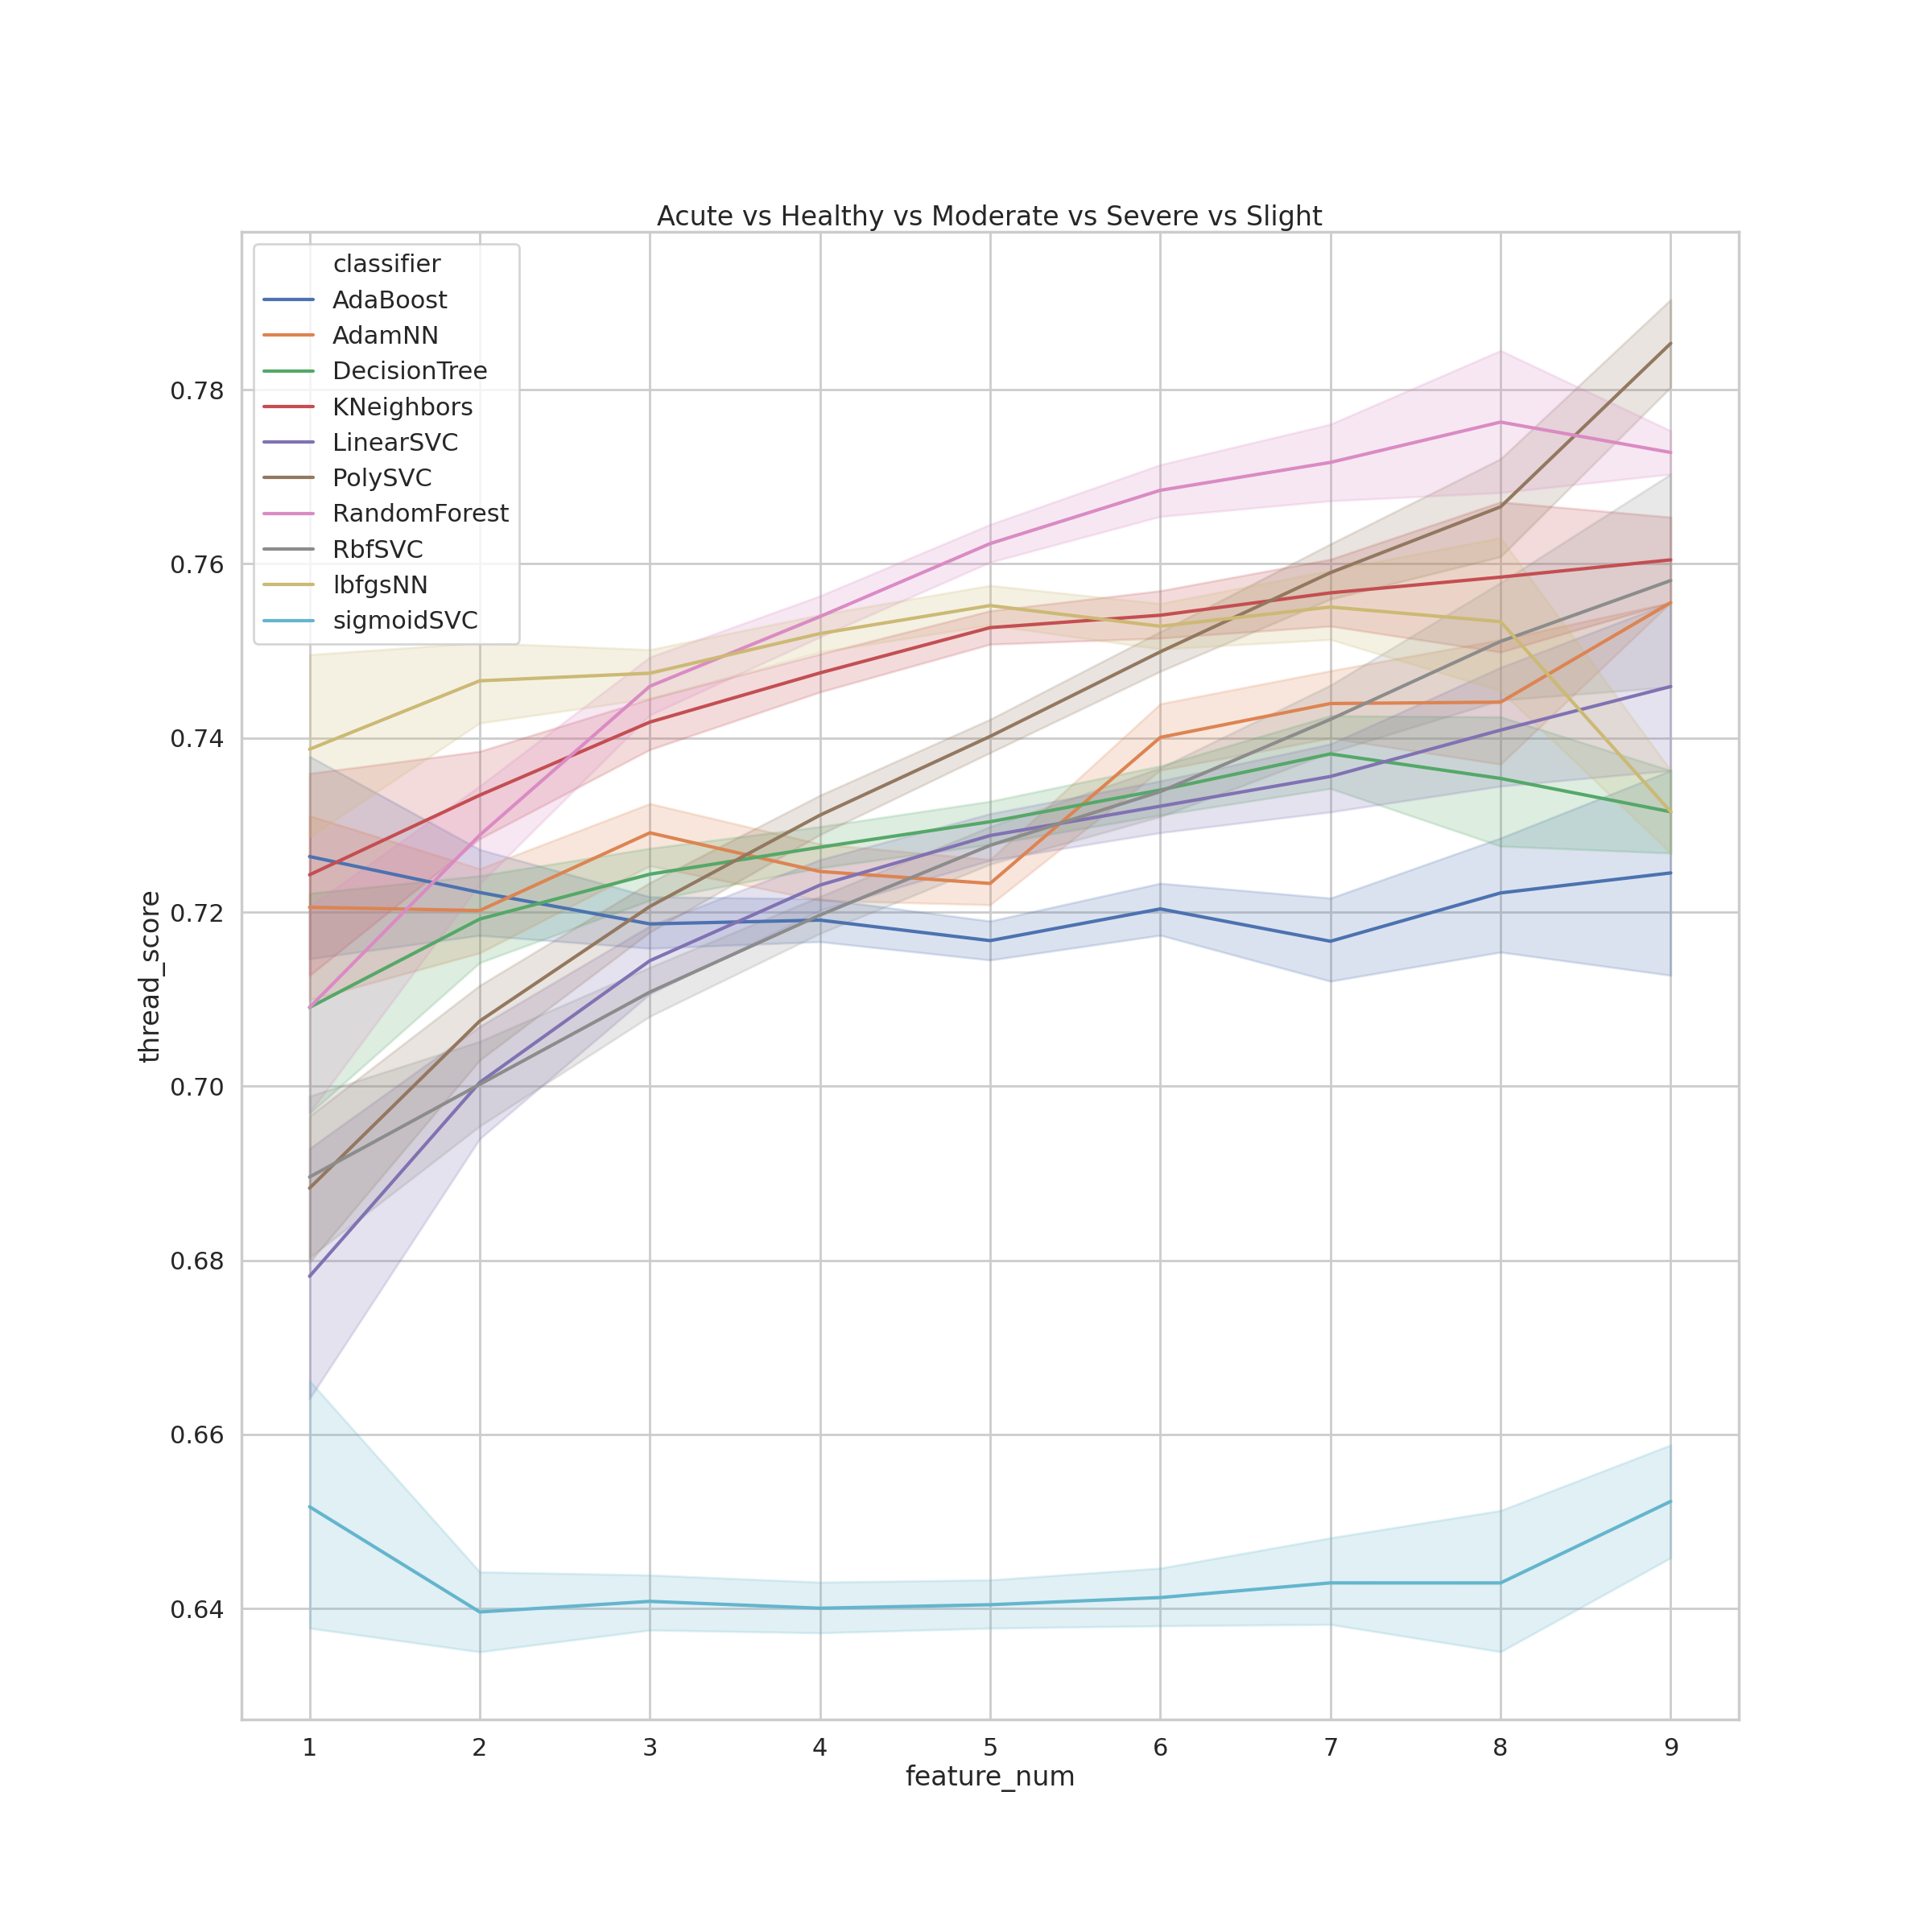 Acute vs Healthy vs Moderate vs Severe vs Slight
classifier
AdaBoost
AdamNN
DecisionTree
KNeighbors
LinearSVC
PolySVC
RandomForest
RbfSVC
lbfgsNN
sigmoidSVC
0.78
0.76
0.74
0.72
0.70
0.68
0.66
0.64
thread_score
1 2 3 4 5 6 7 8 9
feature_num